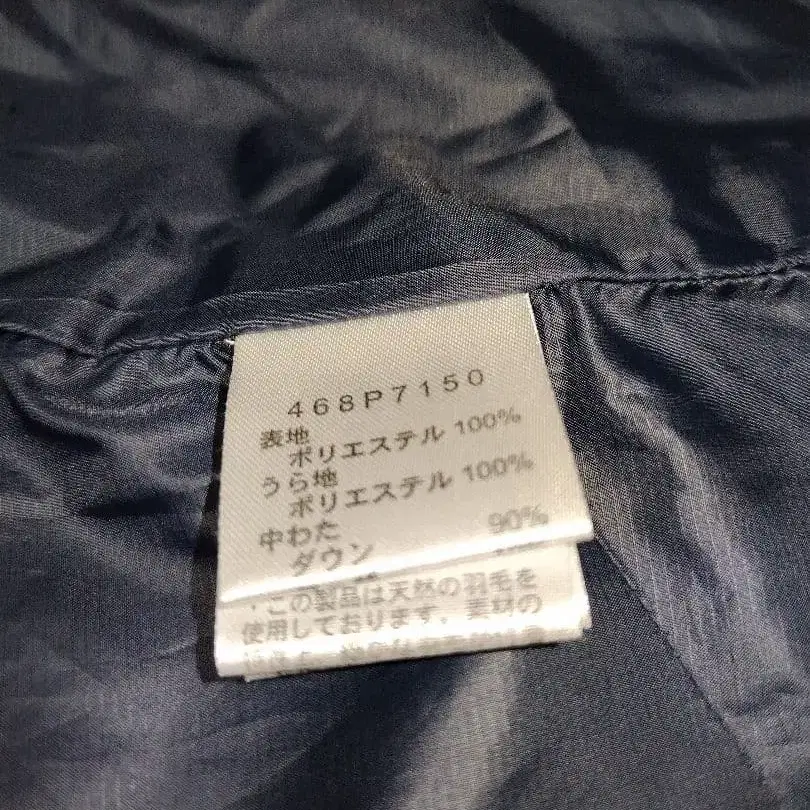 468P7150
表地
ポリエステル 100%
うら地
ポリエステル 100%
中わた
ダウン 90%
・この製品は天然の羽毛を
使用しております。素材の